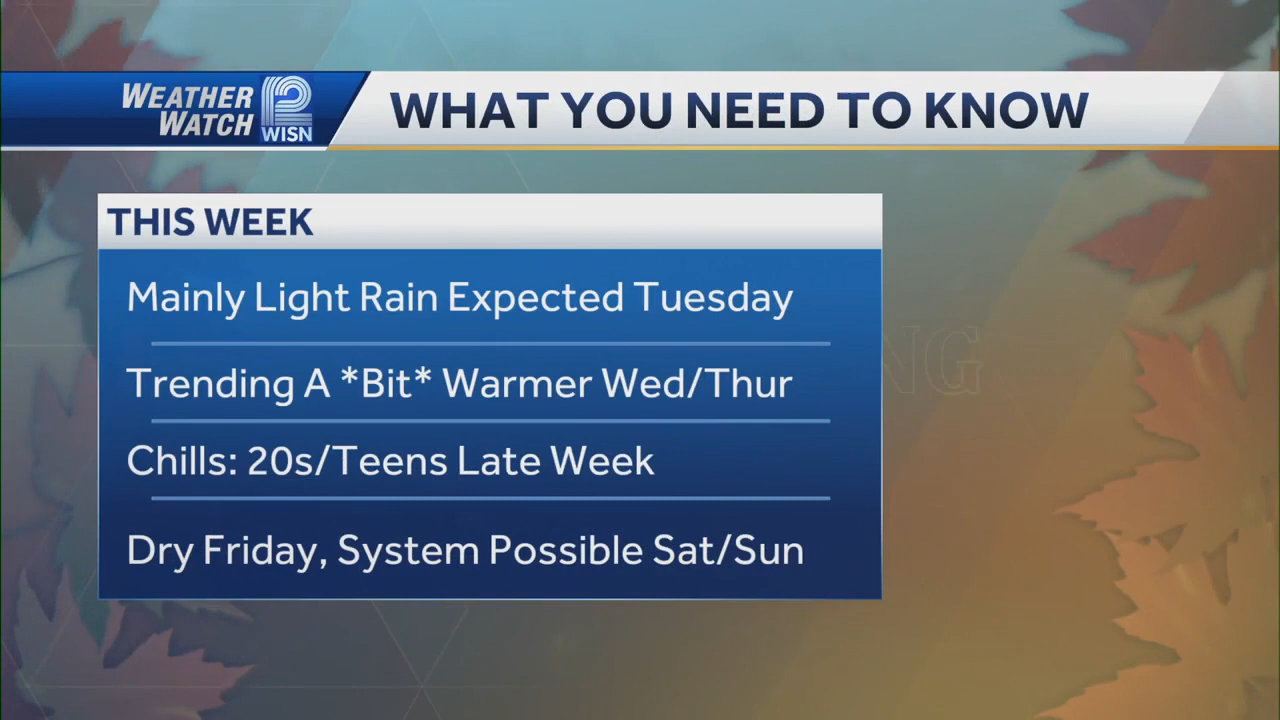 WEATHER
WATCH
12
WISN
WHAT YOU NEED TO KNOW
THIS WEEK
Mainly Light Rain Expected Tuesday
Trending A *Bit* Warmer Wed/Thur
Chills: 20s/Teens Late Week
Dry Friday, System Possible Sat/Sun